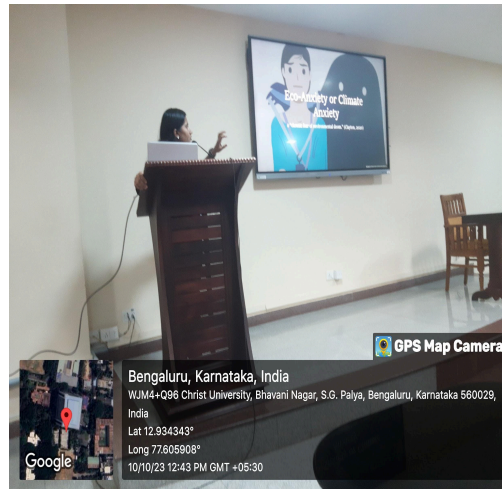 Eco-Anxiety or Climate
Anxiety
GPS Map Camera
Bengaluru, Karnataka, India
WJM4+Q96 Christ University, Bhavani Nagar, S.G. Palya, Bengaluru, Karnataka 560029,
India
Lat 12.934343°
Long 77.605908°
10/10/23 12:43 PM GMT +05:30
Google